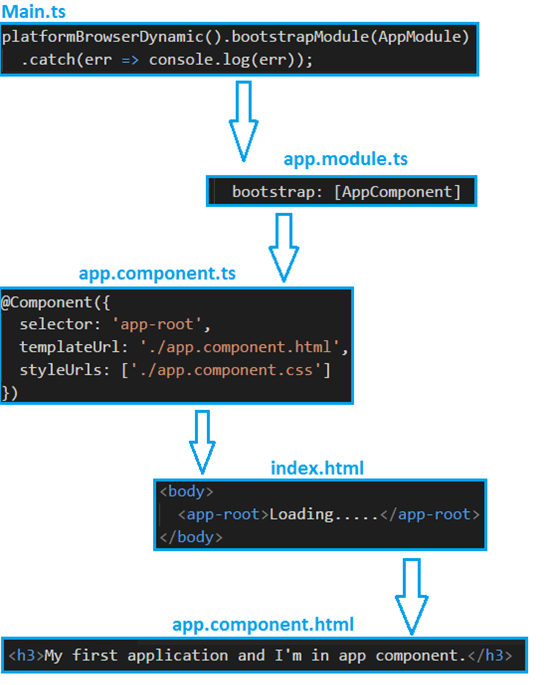 Main.ts
platformBrowserDynamic().bootstrapModule(AppModule)
.catch(err => console.log(err));
app.module.ts
bootstrap: [AppComponent]
app.component.ts
@Component({
selector: 'app-root',
templateUrl: './app.component.html',
styleUrls: ['./app.component.css']
})
index.html
<body>
<app-root>Loading.....</app-root>
</body>
app.component.html
<h3>My first application and I'm in app component.</h3>